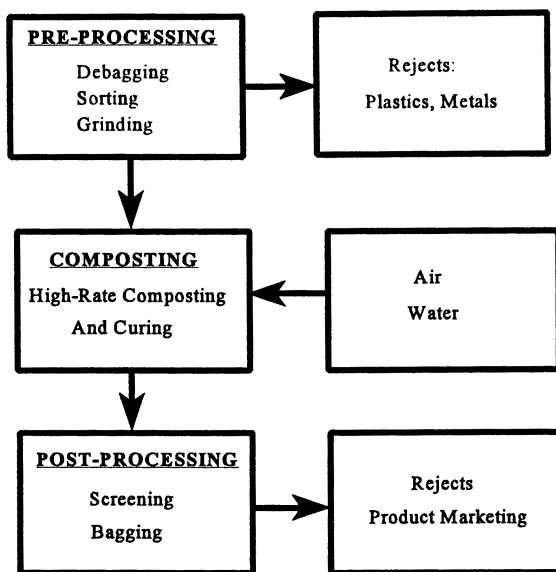 PRE-PROCESSING
Debagging
Sorting
Grinding
Rejects:
Plastics, Metals
COMPOSTING
High-Rate Composting
And Curing
Air
Water
POST-PROCESSING
Screening
Bagging
Rejects
Product Marketing